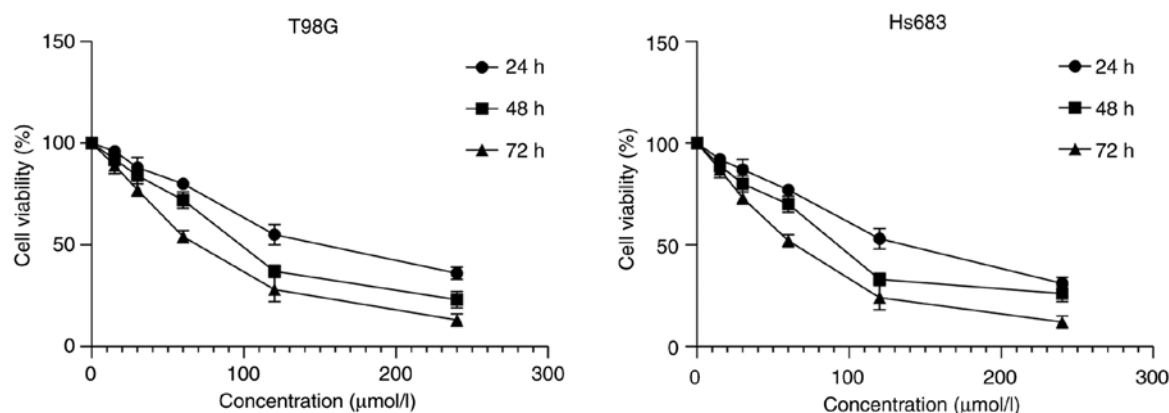 T98G
150
100
50
0
Cell viability (%)
24 h
48 h
72 h
0
100
200
300
Concentration (μmol/l)
Hs683
150
100
50
0
Cell viability (%)
24 h
48 h
72 h
0
100
200
300
Concentration (μmol/l)